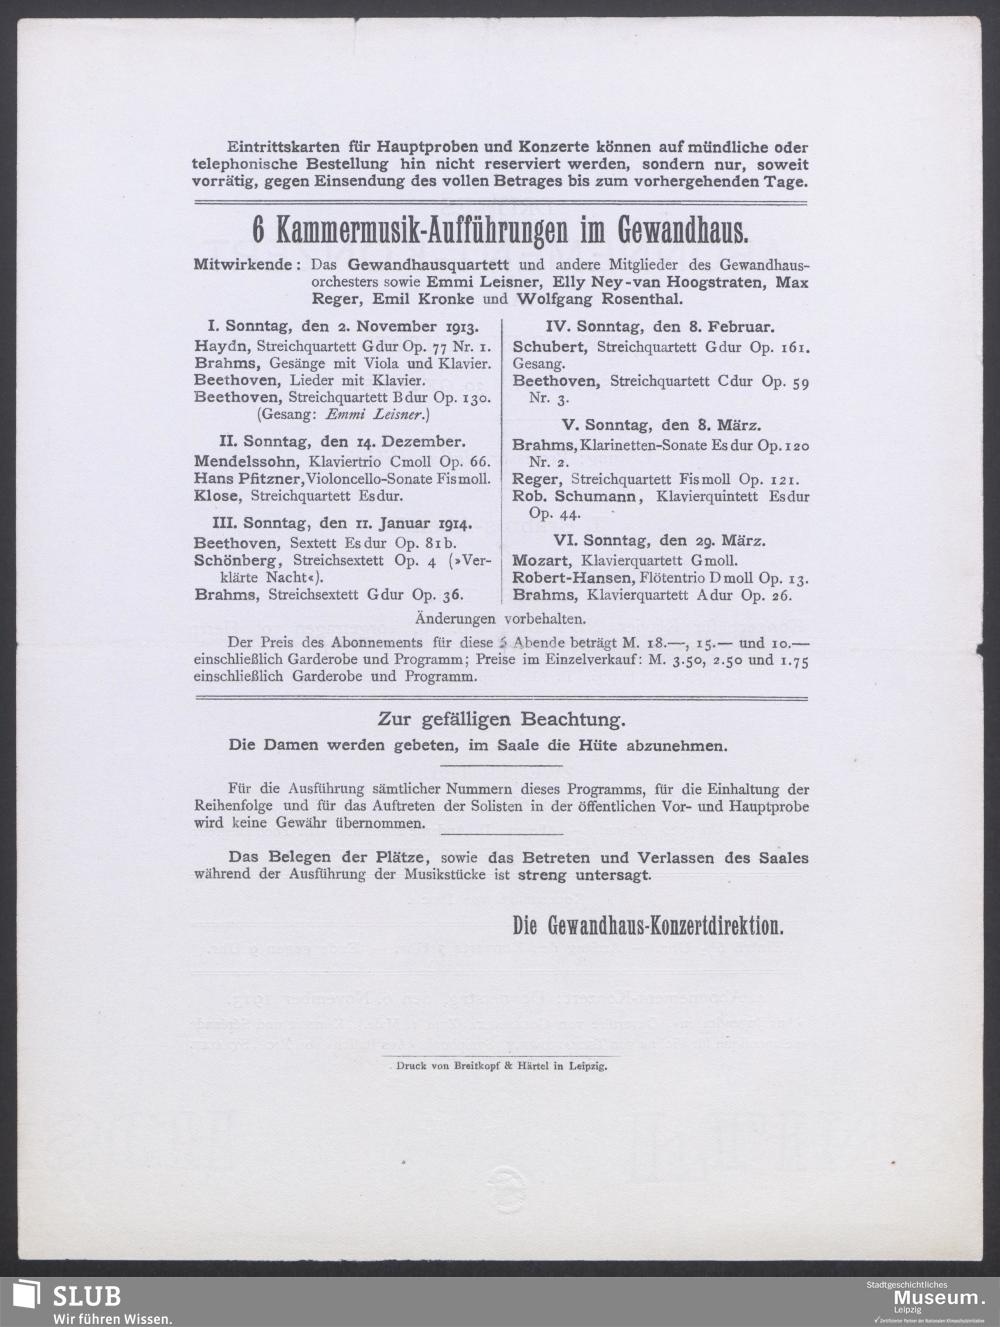 Eintrittskarten für Hauptproben und Konzerte können auf mündliche oder
telephonische Bestellung hin nicht reserviert werden, sondern nur, soweit
vorrätig, gegen Einsendung des vollen Betrages bis zum vorhergehenden Tage.
6 Kammermusik-Aufführungen im Gewandhaus.
Mitwirkende: Das Gewandhausquartett und andere Mitglieder des Gewandhaus-
orchesters sowie Emmi Leisner, Elly Ney-van Hoogstraten, Max
Reger, Emil Kronke und Wolfgang Rosenthal.
I. Sonntag, den 2. November 1913.
Haydn, Streichquartett Gdur Op. 77 Nr. 1.
Brahms, Gesänge mit Viola und Klavier.
Beethoven, Lieder mit Klavier.
Beethoven, Streichquartett Bdur Op. 130.
(Gesang: Emmi Leisner.)
II. Sonntag, den 14. Dezember.
Mendelssohn, Klaviertrio Cmoll Op. 66.
Hans Pfitzner, Violoncello-Sonate Fismoll.
Klose, Streichquartett Esdur.
III. Sonntag, den 11. Januar 1914.
Beethoven, Sextett Esdur Op. 81b.
Schönberg, Streichsextett Op. 4 (»Ver-
klärte Nacht«).
Brahms, Streichsextett Gdur Op. 36.
IV. Sonntag, den 8. Februar.
Schubert, Streichquartett Gdur Op. 161.
Gesang.
Beethoven, Streichquartett Cdur Op. 59
Nr. 3.
V. Sonntag, den 8. März.
Brahms, Klarinetten-Sonate Esdur Op. 120
Nr. 2.
Reger, Streichquartett Fismoll Op. 121.
Rob. Schumann, Klavierquintett Esdur
Op. 44.
VI. Sonntag, den 29. März.
Mozart, Klavierquartett Gmoll.
Robert-Hansen, Flötentrio Dmoll Op. 13.
Brahms, Klavierquartett Adur Op. 26.
Änderungen vorbehalten.
Der Preis des Abonnements für diese 6 Abende beträgt M. 18.—, 15.— und 10.—
einschließlich Garderobe und Programm; Preise im Einzelverkauf: M. 3.50, 2.50 und 1.75
einschließlich Garderobe und Programm.
Zur gefälligen Beachtung.
Die Damen werden gebeten, im Saale die Hüte abzunehmen.
Für die Ausführung sämtlicher Nummern dieses Programms, für die Einhaltung der
Reihenfolge und für das Auftreten der Solisten in der öffentlichen Vor- und Hauptprobe
wird keine Gewähr übernommen.
Das Belegen der Plätze, sowie das Betreten und Verlassen des Saales
während der Ausführung der Musikstücke ist streng untersagt.
Die Gewandhaus-Konzertdirektion.
Druck von Breitkopf & Härtel in Leipzig.
SLUB
Wir führen Wissen.
Stadtgeschichtliches
Museum.
Leipzig
Zertifizierter Partner der Nationalen Klimaschutzinitiative